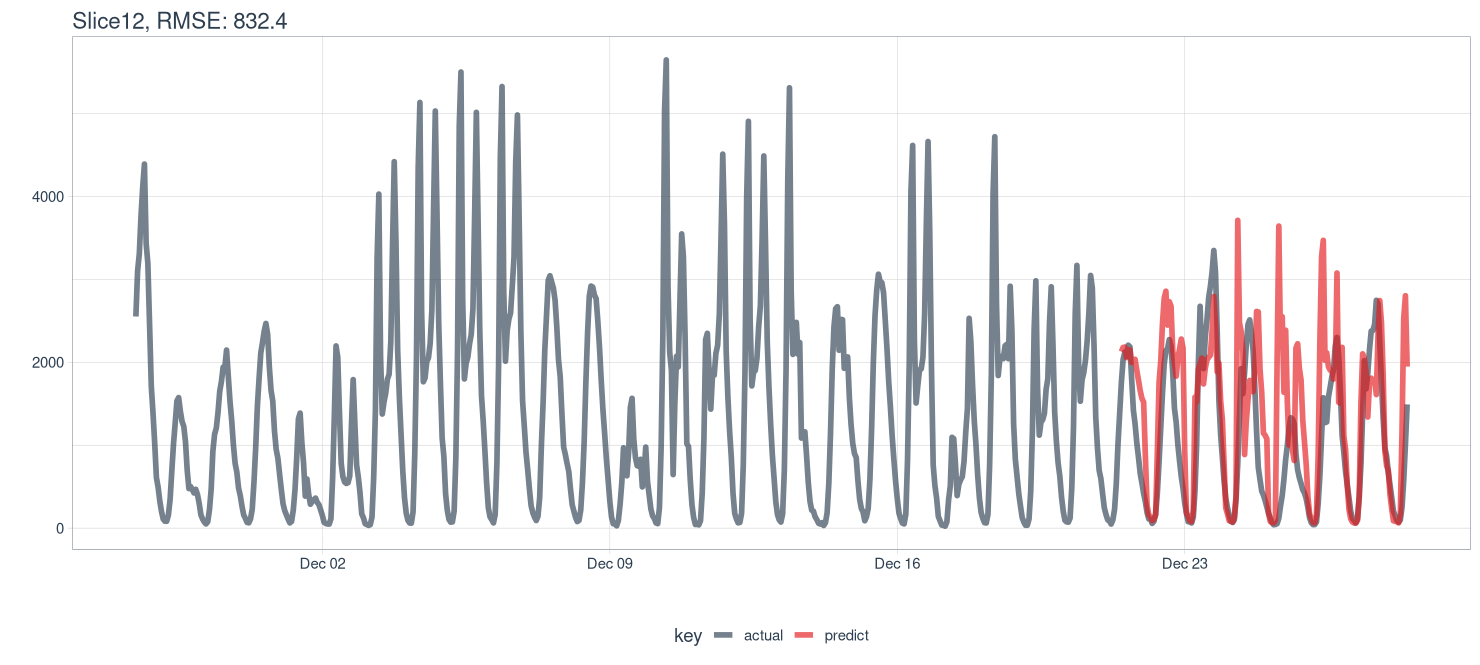 Slice12, RMSE: 832.4
4000
2000
0
Dec 02 Dec 09 Dec 16 Dec 23
key actual predict